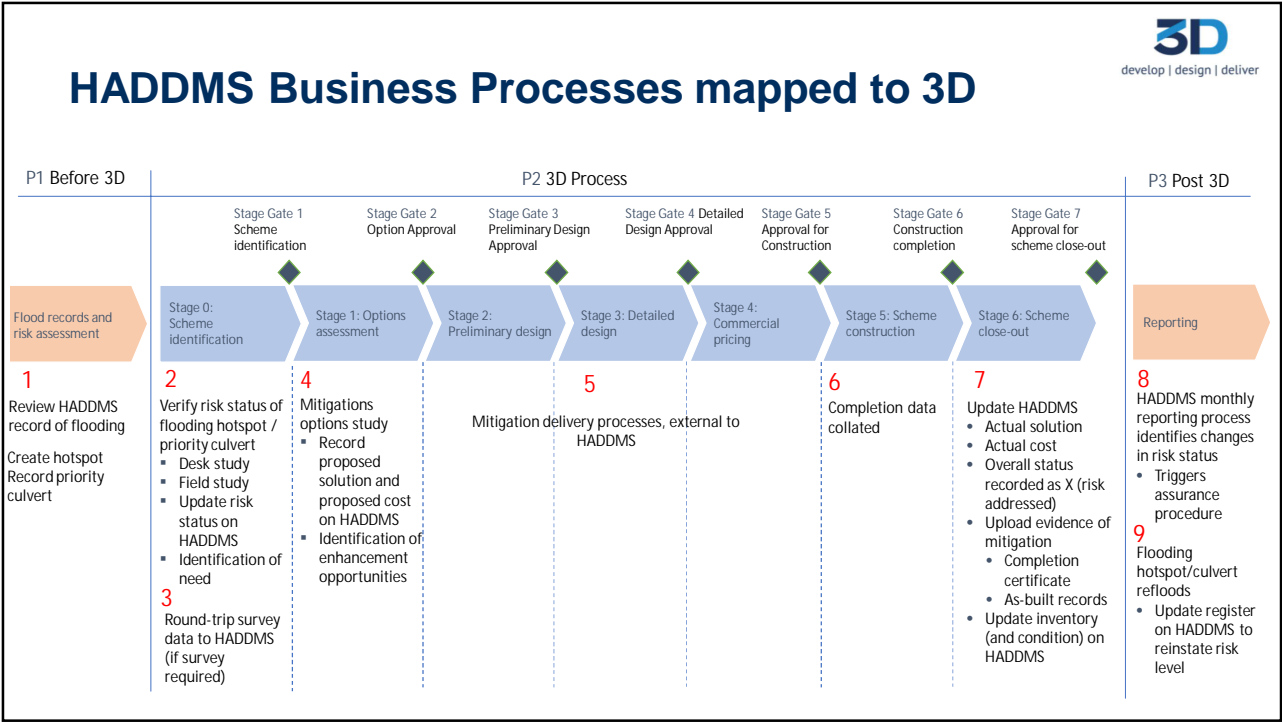 3D
develop | design | deliver
HADDMS Business Processes mapped to 3D
P1 Before 3D
P2 3D Process
P3 Post 3D
Stage Gate 1
Scheme
identification
Stage Gate 2
Option Approval
Stage Gate 3
Preliminary Design
Approval
Stage Gate 4 Detailed
Design Approval
Stage Gate 5
Approval for
Construction
Stage Gate 6
Construction
completion
Stage Gate 7
Approval for
scheme close-out
Flood records and
risk assessment
Stage 0:
Scheme
identification
Stage 1: Options
assessment
Stage 2:
Preliminary design
Stage 3: Detailed
design
Stage 4:
Commercial
pricing
Stage 5: Scheme
construction
Stage 6: Scheme
close-out
Reporting
1
Review HADDMS
record of flooding
Create hotspot
Record priority
culvert
2
Verify risk status of
flooding hotspot /
priority culvert
▪ Desk study
▪ Field study
▪ Update risk
status on
HADDMS
▪ Identification of
need
3
Round-trip survey
data to HADDMS
(if survey
required)
4
Mitigations
options study
▪ Record
proposed
solution and
proposed cost
on HADDMS
▪ Identification of
enhancement
opportunities
5
Mitigation delivery processes, external to
HADDMS
6
Completion data
collated
7
Update HADDMS
• Actual solution
• Actual cost
• Overall status
recorded as X (risk
addressed)
• Upload evidence of
mitigation
• Completion
certificate
• As-built records
• Update inventory
(and condition) on
HADDMS
8
HADDMS monthly
reporting process
identifies changes
in risk status
• Triggers
assurance
procedure
9
Flooding
hotspot/culvert
refloods
• Update register
on HADDMS to
reinstate risk
level